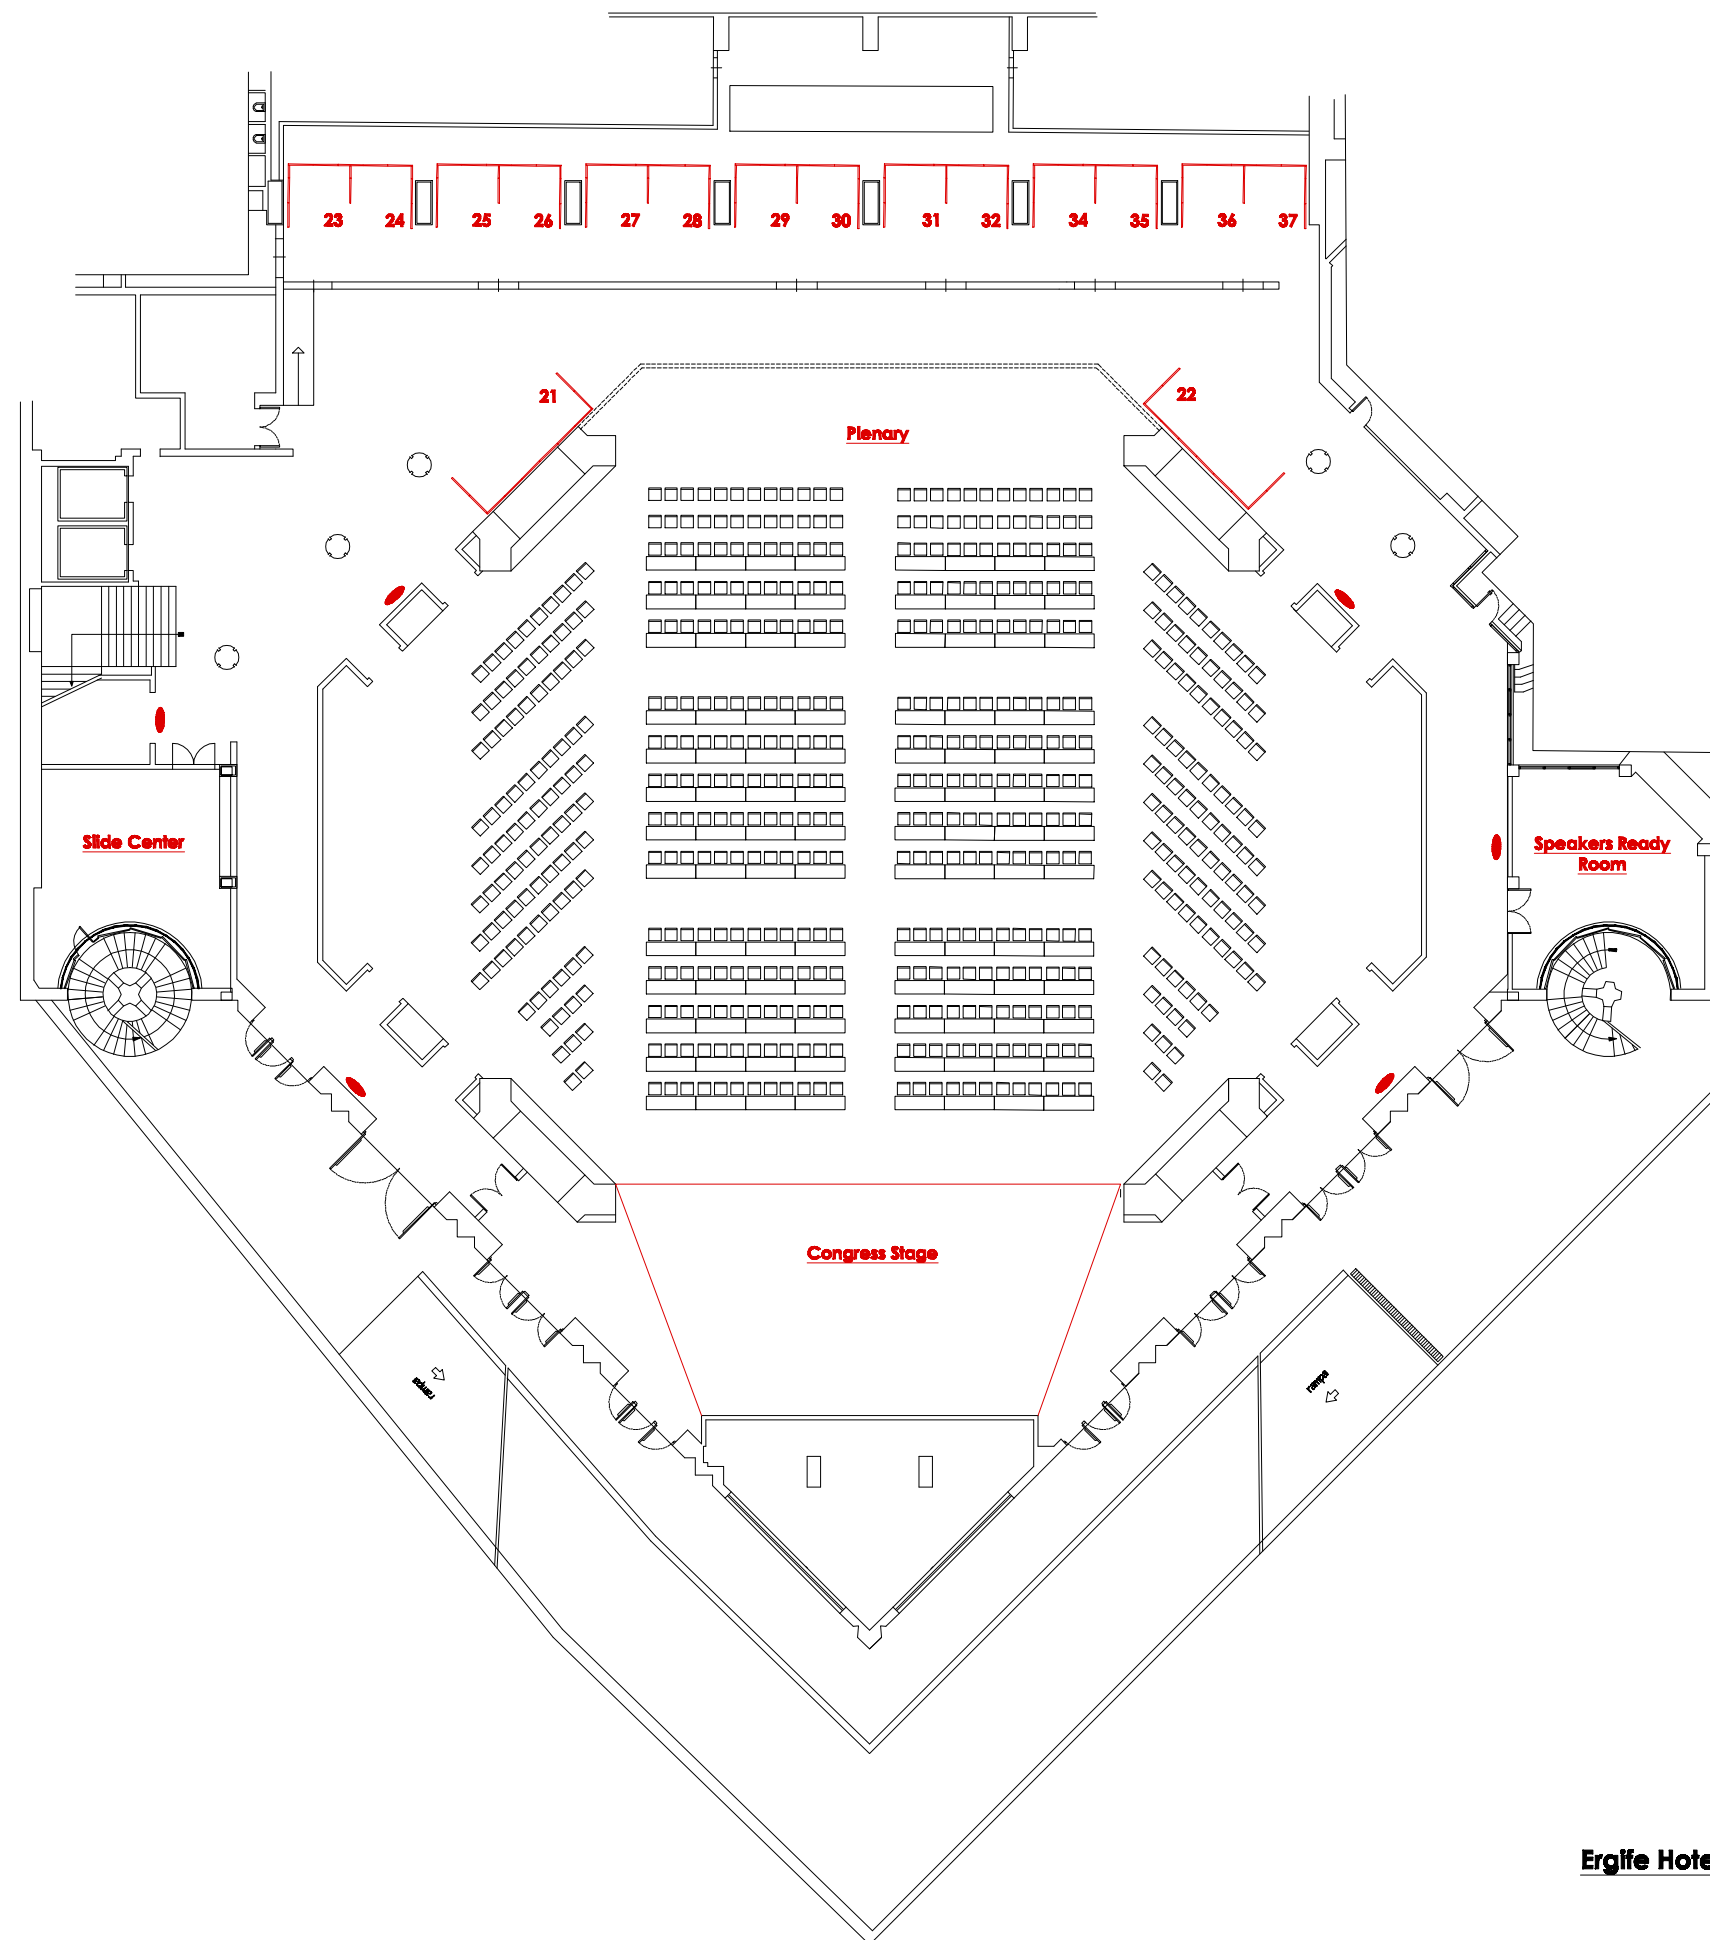 23 24 25 26 27 28 29 30 31 32 34 35 36 37
21
22
Plenary
Slide Center
Speakers Ready
Room
Congress Stage
rampa
rampa
Ergife Hote